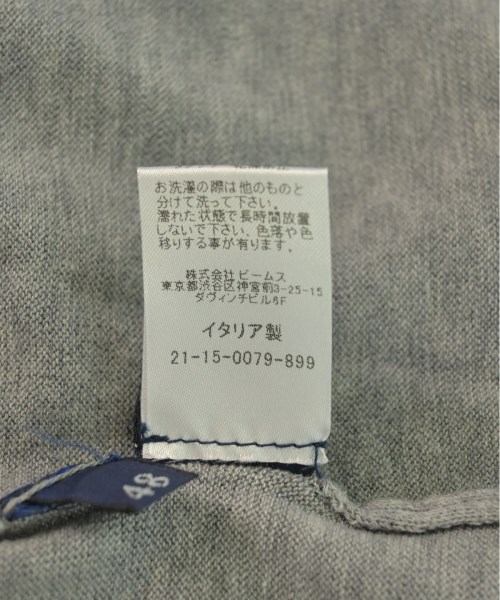 お洗濯の際は他のものと
分けて洗って下さい。
濡れた状態で長時間放置
しないで下さい、色落や色
移りする事が有ります。
株式会社ビームス
東京都渋谷区神宮前3-25-15
ダヴィンチビル6F
イタリア製
21-15-0079-899
48